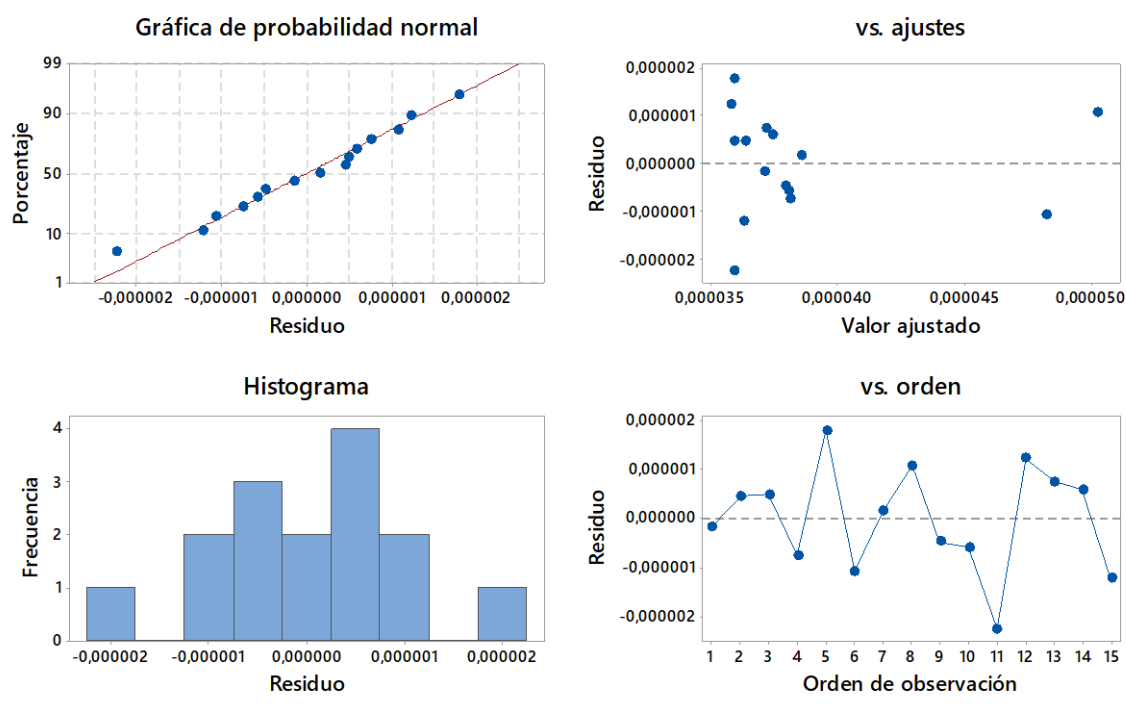 Gráfica de probabilidad normal
99
90
50
10
1
Porcentaje
-0,000002 -0,000001 0,000000 0,000001 0,000002
Residuo
vs. ajustes
0,000002
0,000001
0,000000
-0,000001
-0,000002
Residuo
0,000035 0,000040 0,000045 0,000050
Valor ajustado
Histograma
4
3
2
1
0
Frecuencia
-0,000002 -0,000001 0,000000 0,000001 0,000002
Residuo
vs. orden
0,000002
0,000001
0,000000
-0,000001
-0,000002
Residuo
1 2 3 4 5 6 7 8 9 10 11 12 13 14 15
Orden de observación